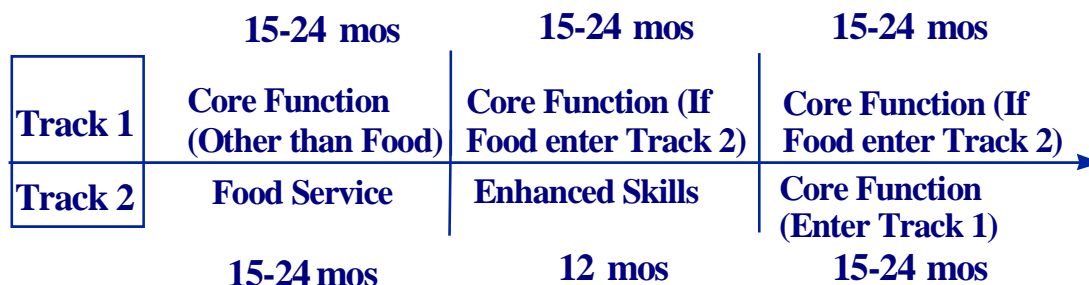 15-24 mos
15-24 mos
15-24 mos
Track 1
Core Function
(Other than Food)
Core Function (If
Food enter Track 2)
Core Function (If
Food enter Track 2)
Track 2
Food Service
Enhanced Skills
Core Function
(Enter Track 1)
15-24 mos
12 mos
15-24 mos